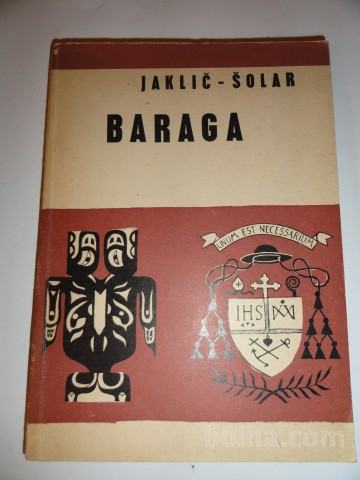 JAKLIČ - ŠOLAR
BARAGA
UNUM EST NECESSARIUM
IHS
bolha.com